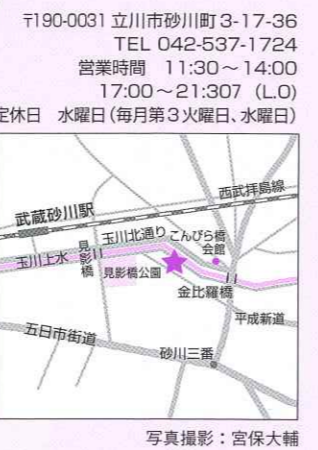 〒190-0031 立川市砂川町3-17-36
TEL 042-537-1724
営業時間　11:30～14:00
17:00～21:307 (L.O)
定休日　水曜日(毎月第3火曜日、水曜日)
西武拝島線
武蔵砂川駅
玉川北通り
こんぴら橋
会館
玉川上水
見影橋
見影橋公園
金比羅橋
平成新道
五日市街道
砂川三番
写真撮影：宮保大輔